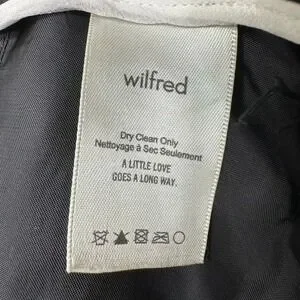 wilfred
Dry Clean Only
Nettoyage à Sec Seulement
A LITTLE LOVE
GOES A LONG WAY.